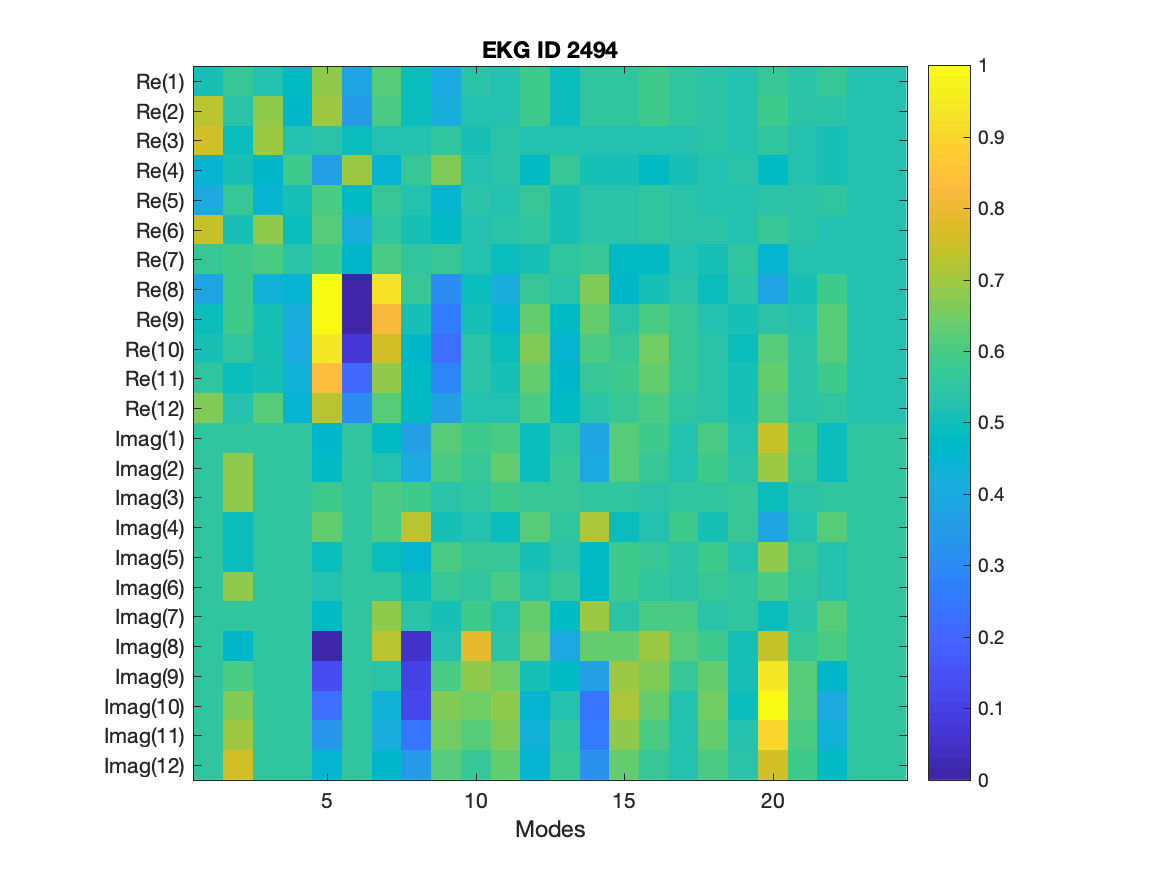 EKG ID 2494
Re(1)
Re(2)
Re(3)
Re(4)
Re(5)
Re(6)
Re(7)
Re(8)
Re(9)
Re(10)
Re(11)
Re(12)
Imag(1)
Imag(2)
Imag(3)
Imag(4)
Imag(5)
Imag(6)
Imag(7)
Imag(8)
Imag(9)
Imag(10)
Imag(11)
Imag(12)
5 10 15 20
Modes
1
0.9
0.8
0.7
0.6
0.5
0.4
0.3
0.2
0.1
0